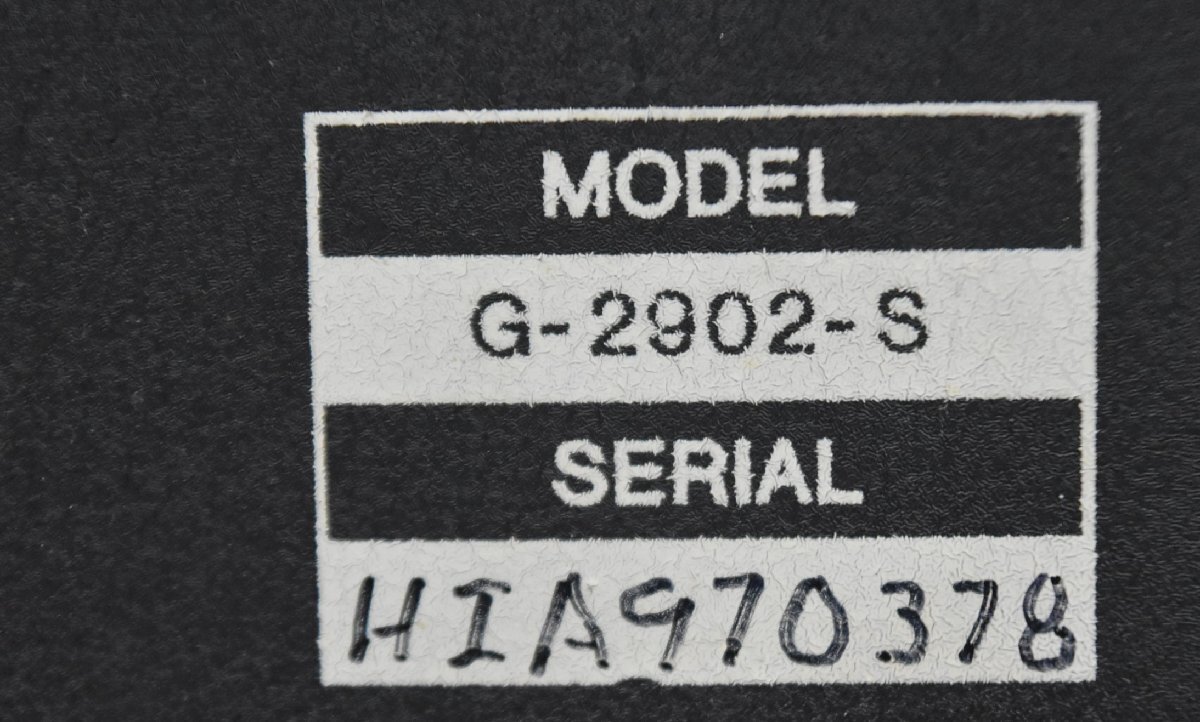 MODEL
G-2902-S
SERIAL
HIA970378